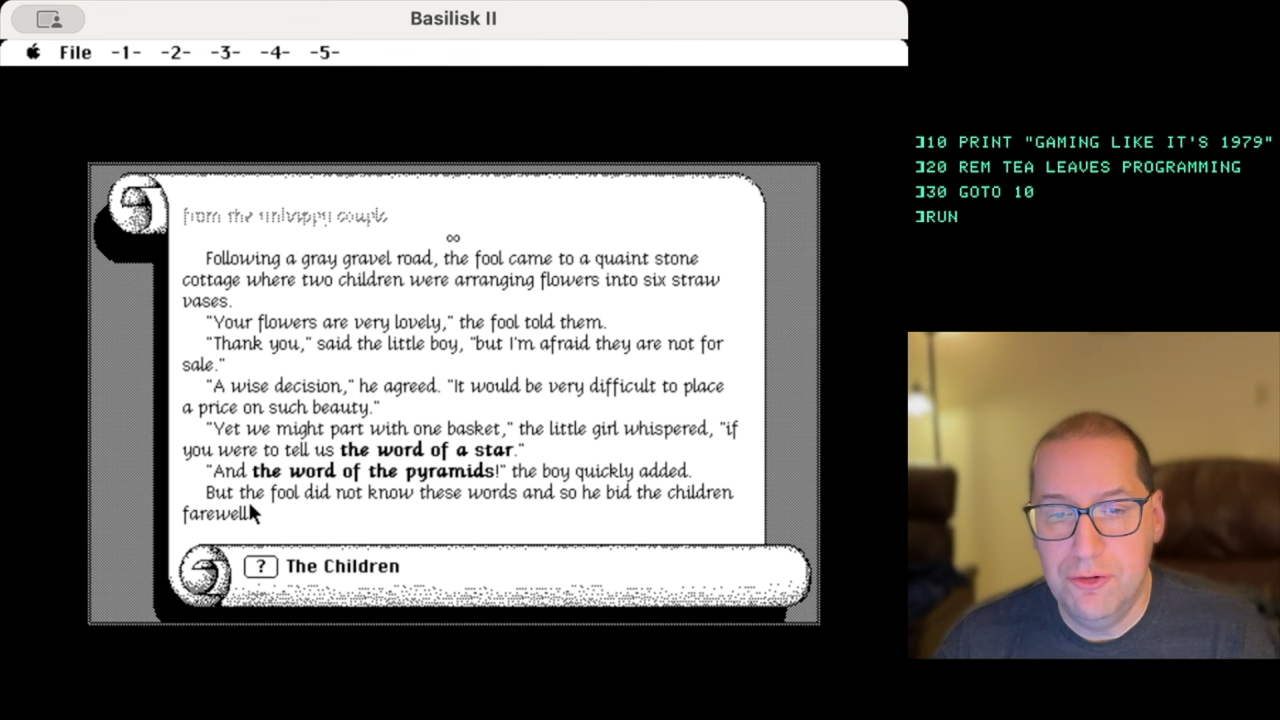 Basilisk II
File -1- -2- -3- -4- -5-
]10 PRINT "GAMING LIKE IT'S 1979"
]20 REM TEA LEAVES PROGRAMMING
]30 GOTO 10
]RUN
from the unhappy couple
∞
Following a gray gravel road, the fool came to a quaint stone
cottage where two children were arranging flowers into six straw
vases.
"Your flowers are very lovely," the fool told them.
"Thank you," said the little boy, "but I'm afraid they are not for
sale."
"A wise decision," he agreed. "It would be very difficult to place
a price on such beauty."
"Yet we might part with one basket," the little girl whispered, "if
you were to tell us the word of a star."
"And the word of the pyramids!" the boy quickly added.
But the fool did not know these words and so he bid the children
farewell
? The Children